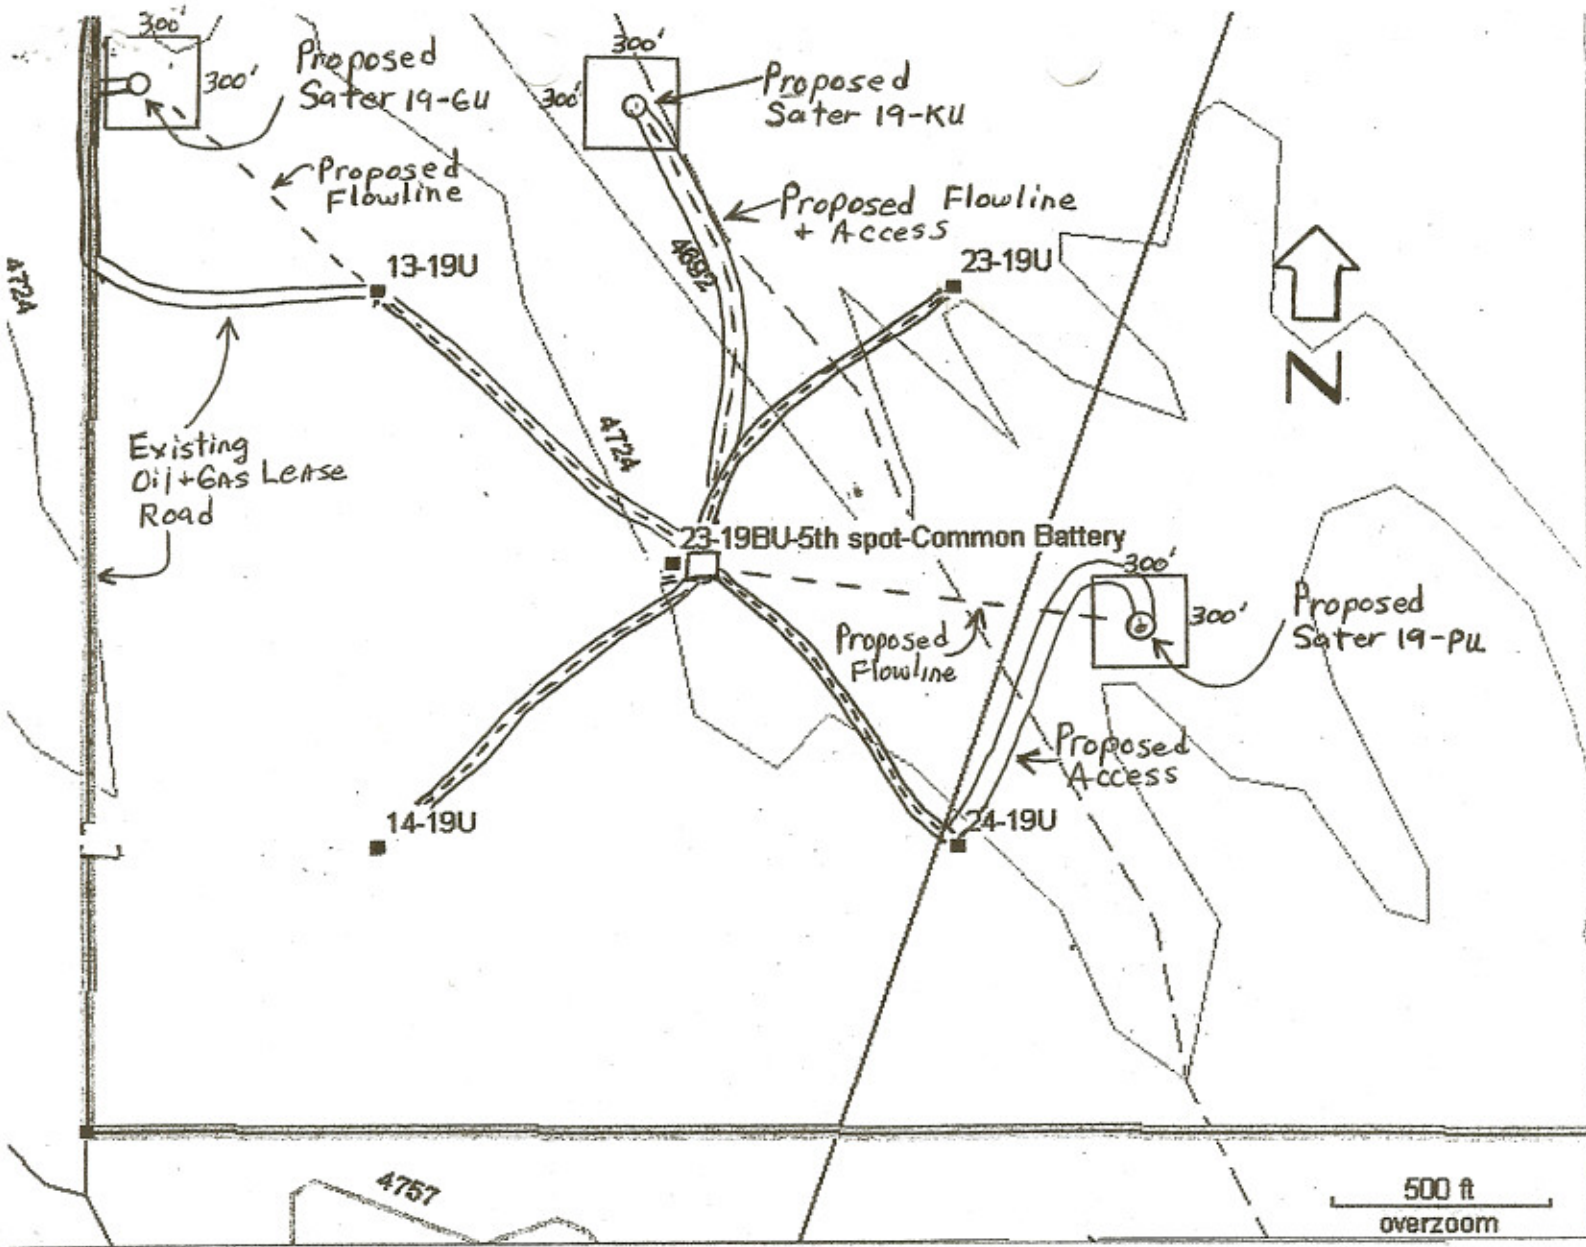 300'
300'
Proposed
Sater 19-GU
300'
300'
Proposed
Sater 19-KU
Proposed
Flowline
Proposed Flowline
+ Access
4692
13-19U
23-19U
4724
N
Existing
Oil + Gas Lease
Road
4724
23-19BU-5th spot-Common Battery
300'
300'
Proposed
Sater 19-PU
Proposed
Flowline
Proposed
Access
14-19U
24-19U
4757
500 ft
overzoom